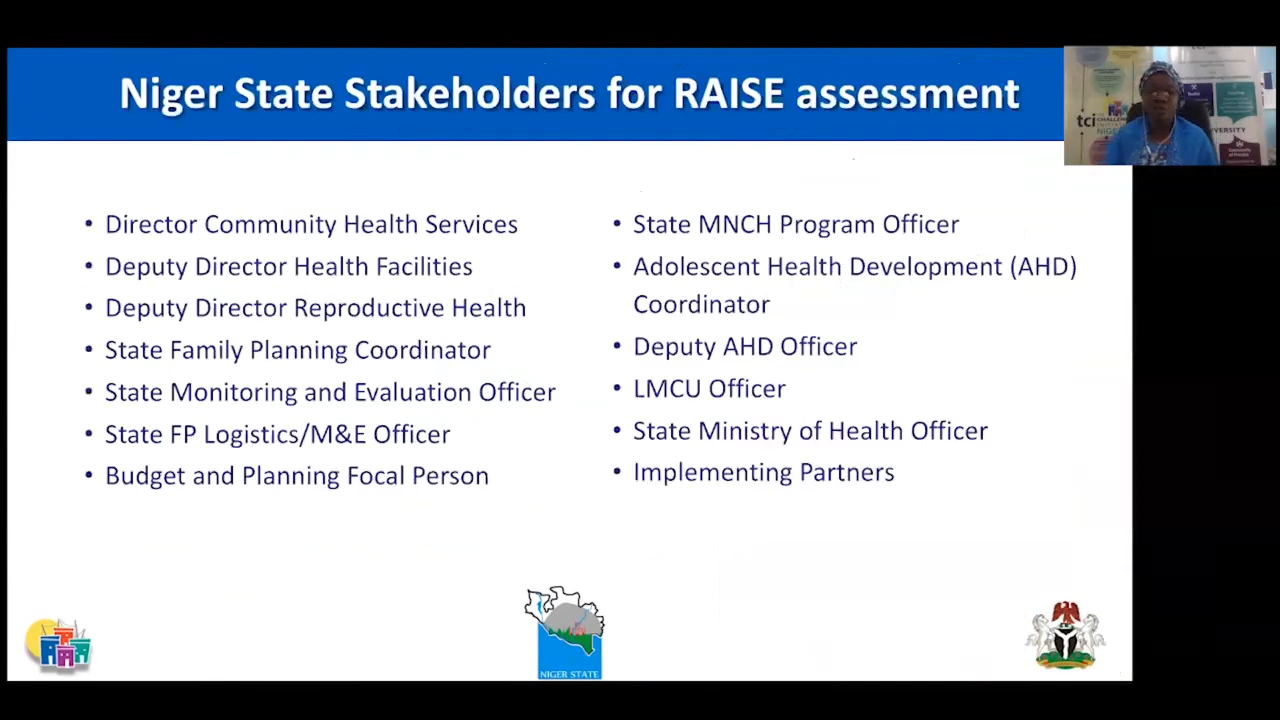 Niger State Stakeholders for RAISE assessment
• Director Community Health Services
• Deputy Director Health Facilities
• Deputy Director Reproductive Health
• State Family Planning Coordinator
• State Monitoring and Evaluation Officer
• State FP Logistics/M&E Officer
• Budget and Planning Focal Person
• State MNCH Program Officer
• Adolescent Health Development (AHD)
Coordinator
• Deputy AHD Officer
• LMCU Officer
• State Ministry of Health Officer
• Implementing Partners
NIGER STATE
tci